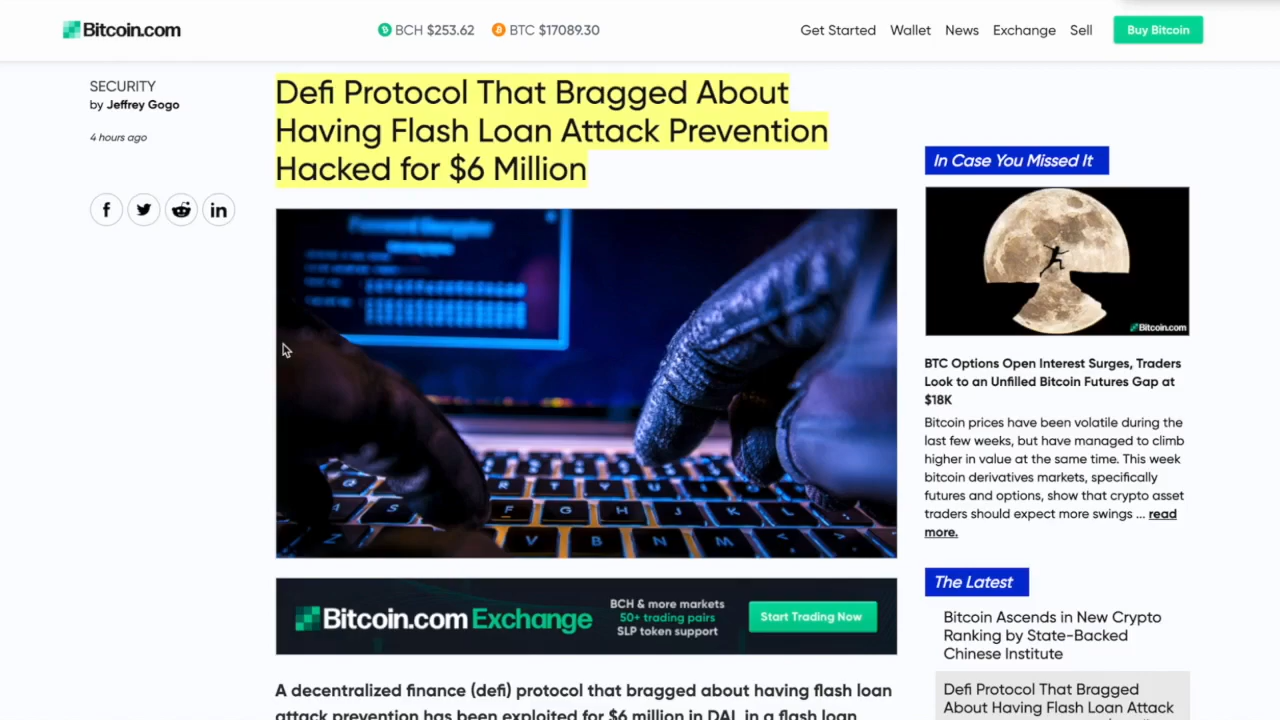 Bitcoin.com
BCH $253.62
BTC $17089.30
Get Started
Wallet
News
Exchange
Sell
Buy Bitcoin
SECURITY
by Jeffrey Gogo
4 hours ago
Defi Protocol That Bragged About
Having Flash Loan Attack Prevention
Hacked for $6 Million
Bitcoin.com Exchange
BCH & more markets
50+ trading pairs
SLP token support
Start Trading Now
A decentralized finance (defi) protocol that bragged about having flash loan
attack prevention has been exploited for $6 million in DAI, in a flash loan
In Case You Missed It
Bitcoin.com
BTC Options Open Interest Surges, Traders
Look to an Unfilled Bitcoin Futures Gap at
$18K
Bitcoin prices have been volatile during the
last few weeks, but have managed to climb
higher in value at the same time. This week
bitcoin derivatives markets, specifically
futures and options, show that crypto asset
traders should expect more swings ... read
more.
The Latest
Bitcoin Ascends in New Crypto
Ranking by State-Backed
Chinese Institute
Defi Protocol That Bragged
About Having Flash Loan Attack